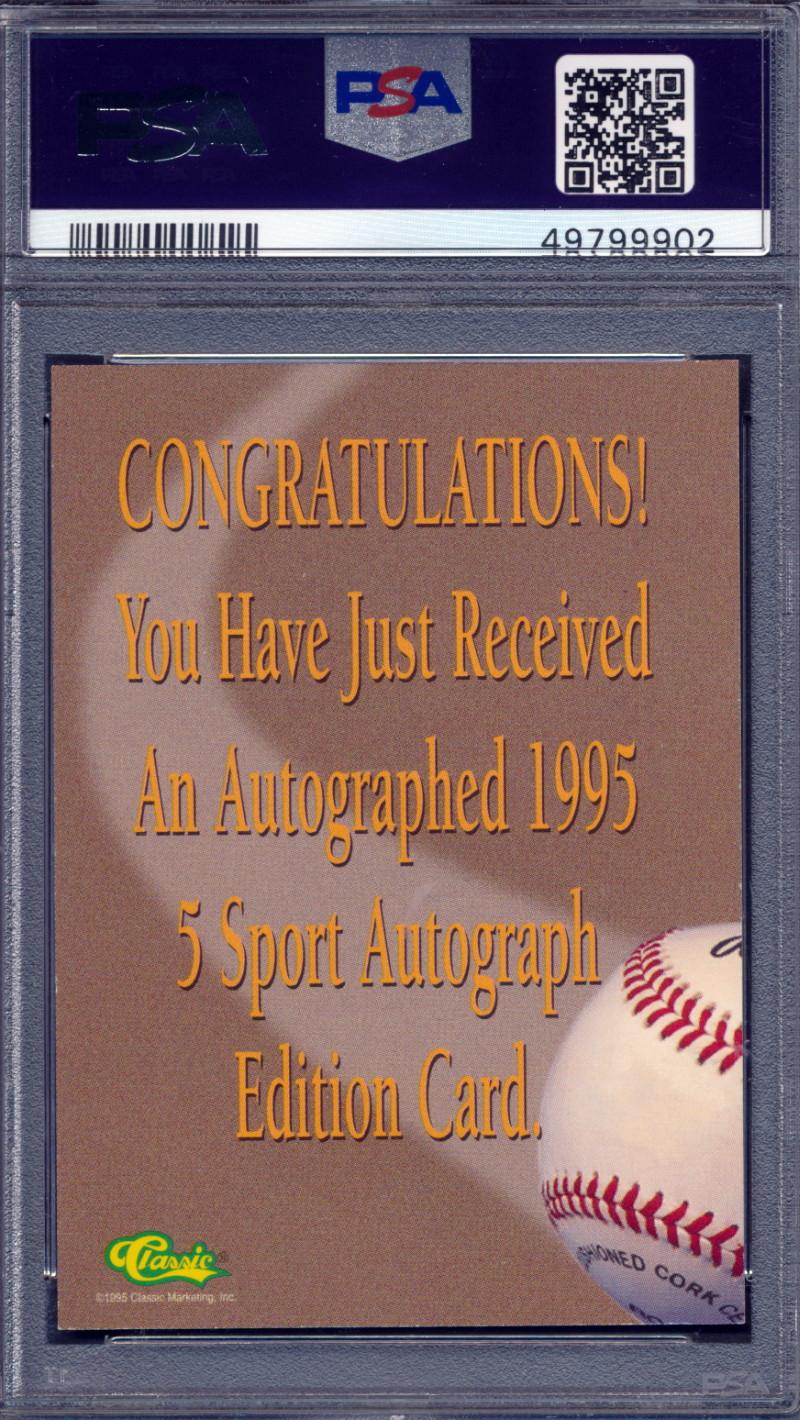 PSA
PSA
49799902
CONGRATULATIONS!
You Have Just Received
An Autographed 1995
5 Sport Autograph
Edition Card.
Classic®
©1995 Classic Marketing, Inc.
CORK
PSA